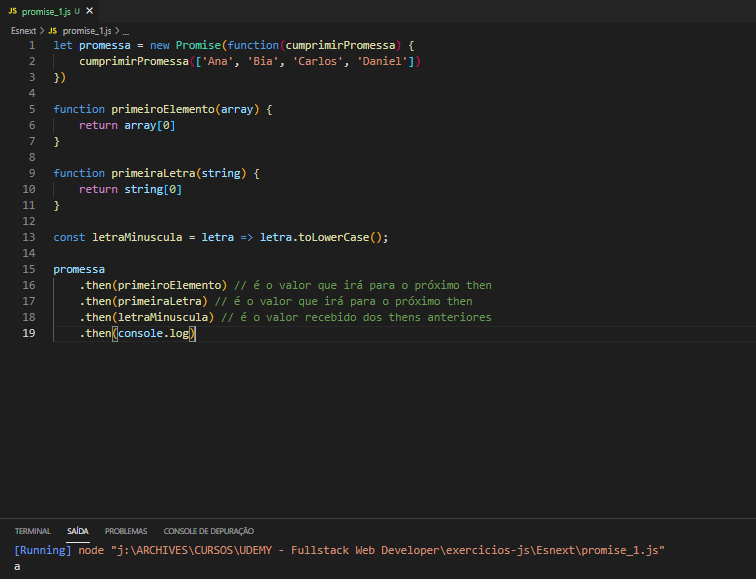 JS promise_1.js U ×
Esnext > JS promise_1.js > ...
1 let promessa = new Promise(function(cumprimirPromessa) {
2     cumprimirPromessa(['Ana', 'Bia', 'Carlos', 'Daniel'])
3 })
4
5 function primeiroElemento(array) {
6     return array[0]
7 }
8
9 function primeiraLetra(string) {
10     return string[0]
11 }
12
13 const letraMinuscula = letra => letra.toLowerCase();
14
15 promessa
16     .then(primeiroElemento) // é o valor que irá para o próximo then
17     .then(primeiraLetra) // é o valor que irá para o próximo then
18     .then(letraMinuscula) // é o valor recebido dos thens anteriores
19     .then(console.log)
TERMINAL SAÍDA PROBLEMAS CONSOLE DE DEPURAÇÃO
[Running] node "j:\ARCHIVES\CURSOS\UDEMY - Fullstack Web Developer\exercicios-js\Esnext\promise_1.js"
a